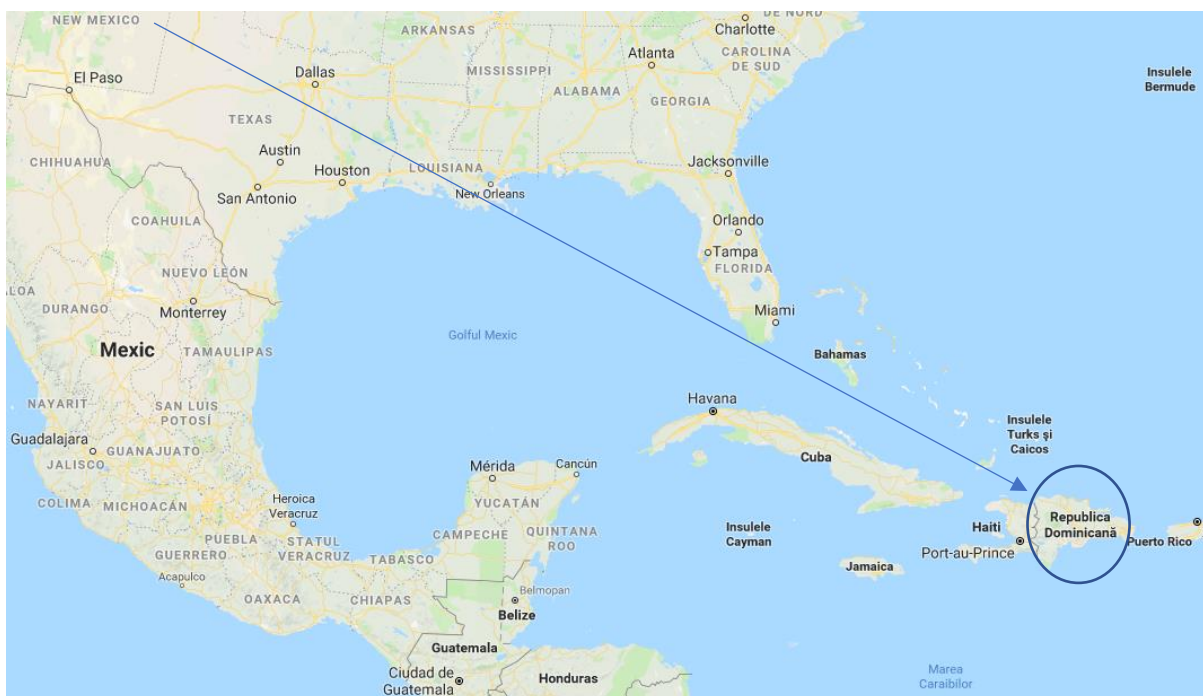 NEW MEXICO
ARKANSAS
DE NORD
Charlotte
CAROLINA
DE SUD
Atlanta
El Paso
Dallas
MISSISSIPPI
ALABAMA
GEORGIA
Insulele
Bermude
TEXAS
CHIHUAHUA
Austin
Houston
LOUISIANA
Jacksonville
San Antonio
New Orleans
COAHUILA
Orlando
Tampa
FLORIDA
NUEVO LEÓN
DURANGO
Monterrey
Miami
Golful Mexic
Mexic
TAMAULIPAS
Bahamas
NAYARIT
SAN LUIS
POTOSÍ
Havana
Insulele
Turks și
Caicos
Guadalajara
GUANAJUATO
JALISCO
Mérida
Cancún
Cuba
COLIMA
MICHOACÁN
Heroica
Veracruz
YUCATÁN
Republica
Dominicană
PUEBLA
STATUL
VERACRUZ
CAMPECHE
QUINTANA
ROO
Insulele
Cayman
Haiti
Puerto Rico
GUERRERO
TABASCO
Port-au-Prince
Acapulco
Jamaica
OAXACA
CHIAPAS
Belmopan
Belize
Guatemala
Ciudad de
Guatemala
Honduras
Marea
Caraibilor